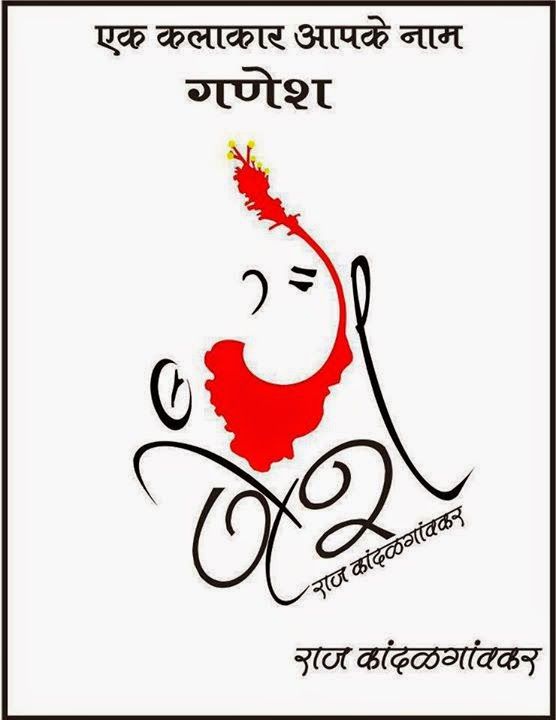 एक कलाकार आपके नाम
गणेश
राज कांदळगांवकर
राज कांदळगांवकर